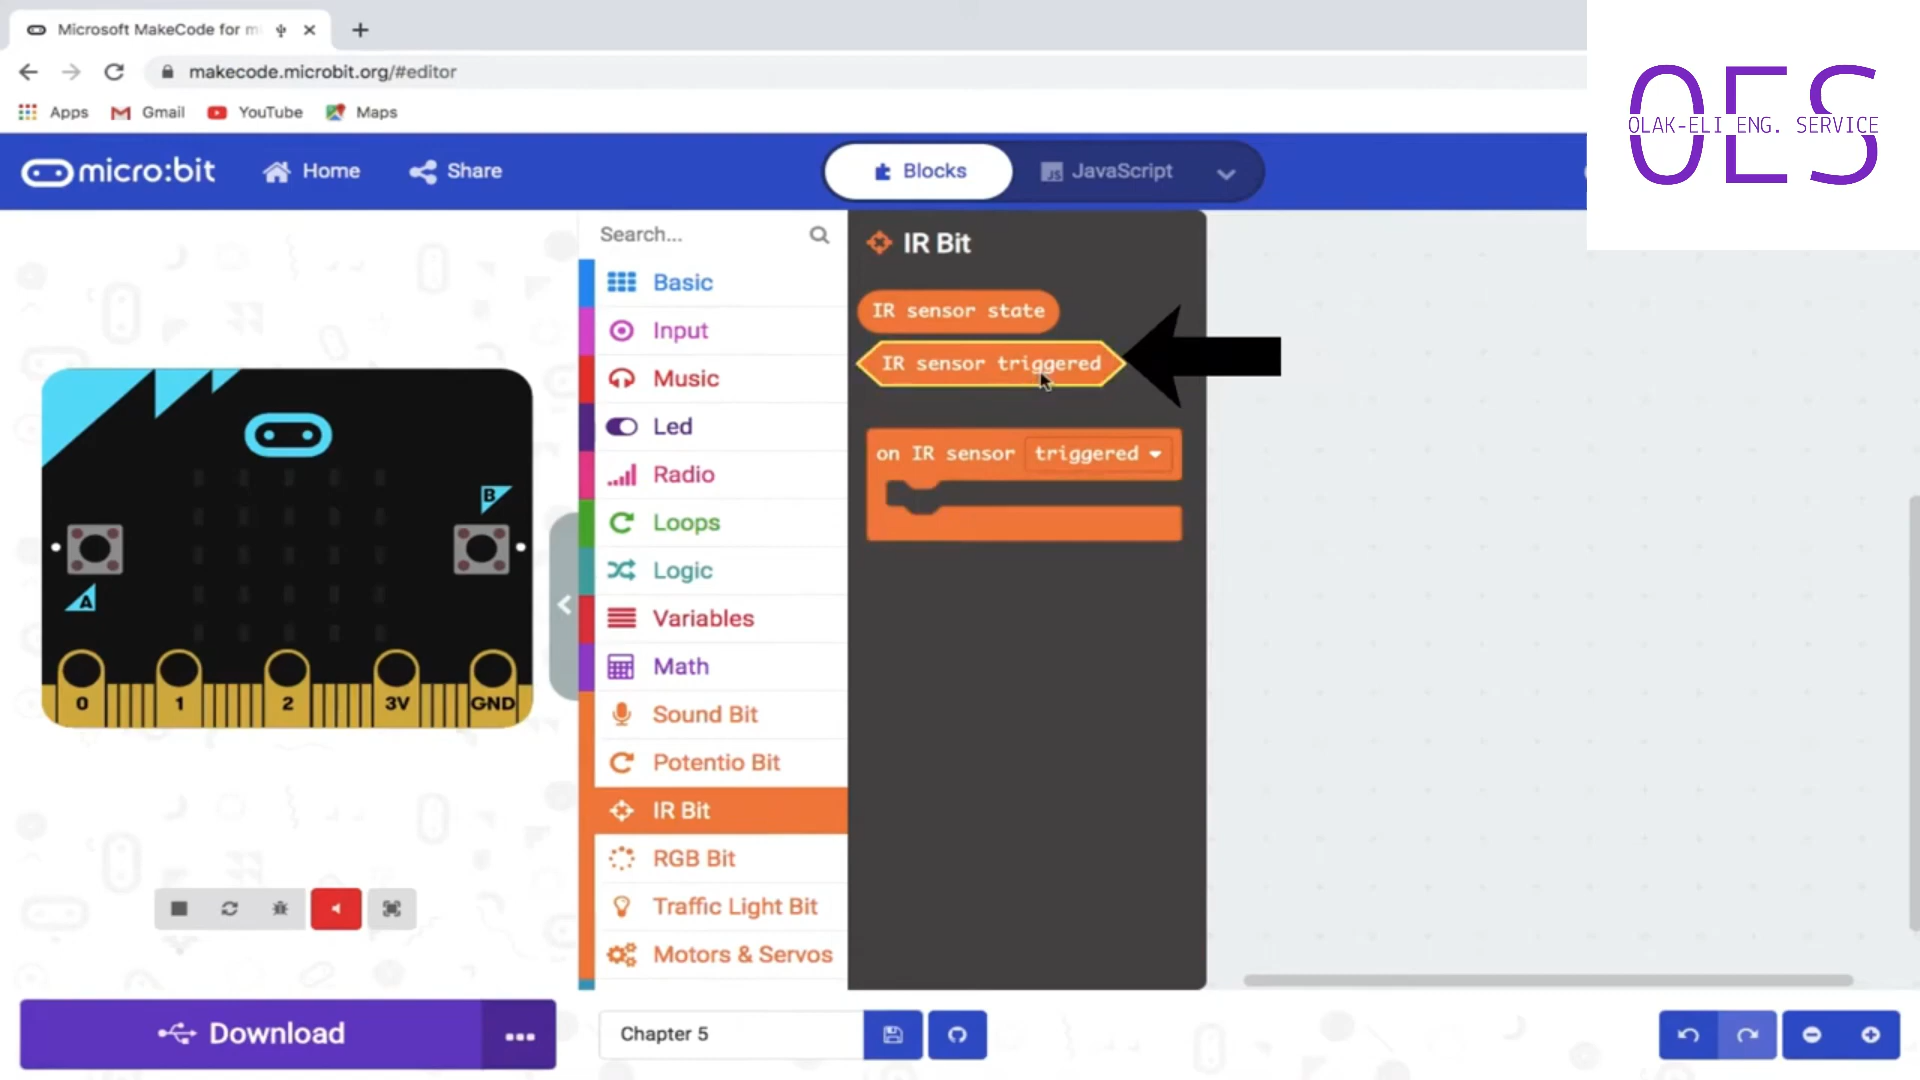 Microsoft MakeCode for mi
makecode.microbit.org/#editor
Apps
Gmail
YouTube
Maps
OES
OLAK-ELI ENG. SERVICE
micro:bit
Home
Share
Blocks
JS
JavaScript
Search...
Basic
Input
Music
Led
Radio
Loops
Logic
Variables
Math
Sound Bit
Potentio Bit
IR Bit
RGB Bit
Traffic Light Bit
Motors & Servos
IR Bit
IR sensor state
IR sensor triggered
on IR sensor triggered
B
A
0
1
2
3V
GND
Download
...
Chapter 5